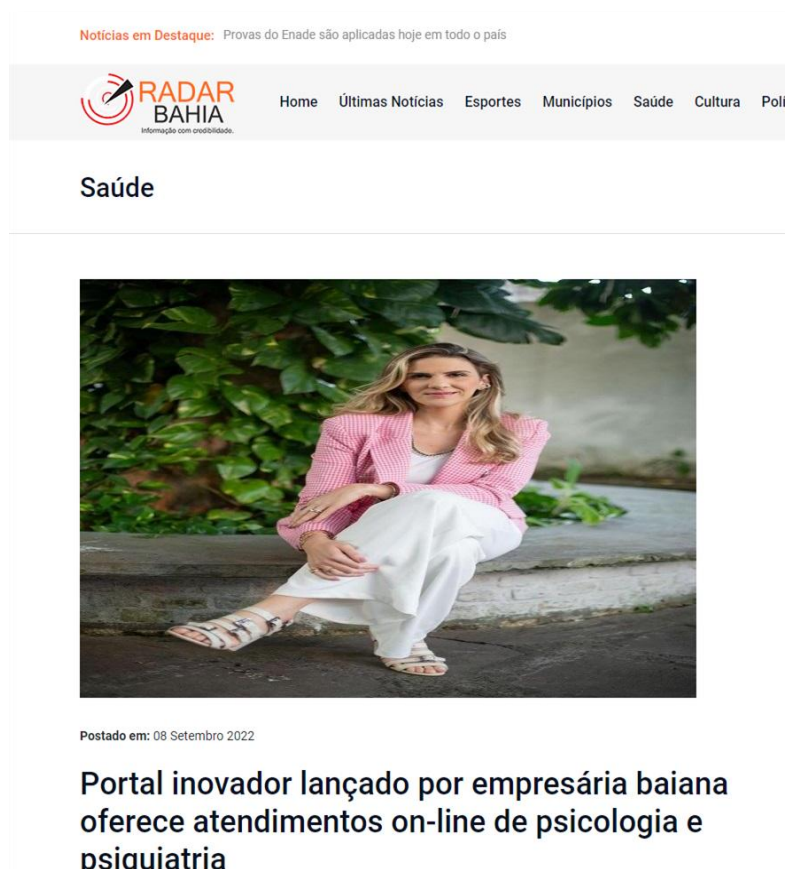 Notícias em Destaque: Provas do Enade são aplicadas hoje em todo o país
RADAR
BAHIA
Informação com credibilidade.
Home Últimas Notícias Esportes Municípios Saúde Cultura Polí
Saúde
Postado em: 08 Setembro 2022
Portal inovador lançado por empresária baiana
oferece atendimentos on-line de psicologia e
psiquiatria